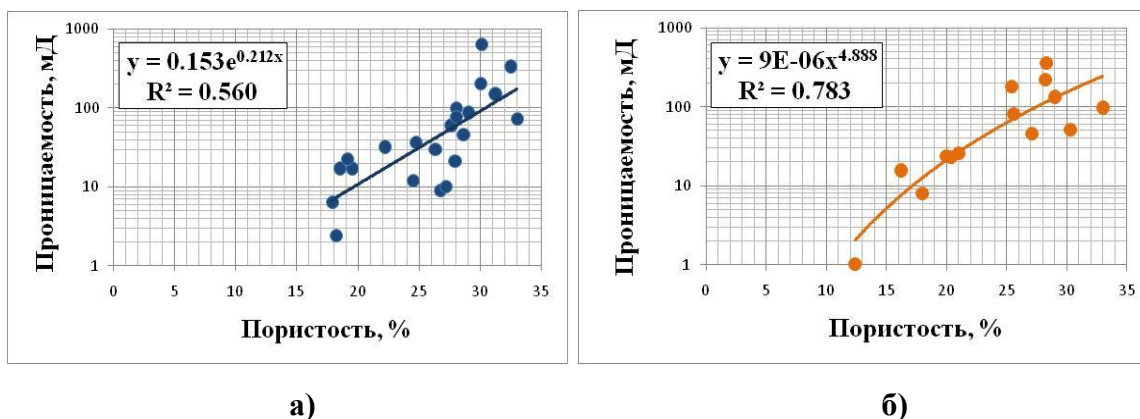 1000
100
10
1
Проницаемость, мД
y = 0.153e^0.212x
R² = 0.560
0 5 10 15 20 25 30 35
Пористость, %
а)
1000
100
10
1
Проницаемость, мД
y = 9E-06x^4.888
R² = 0.783
0 5 10 15 20 25 30 35
Пористость, %
б)